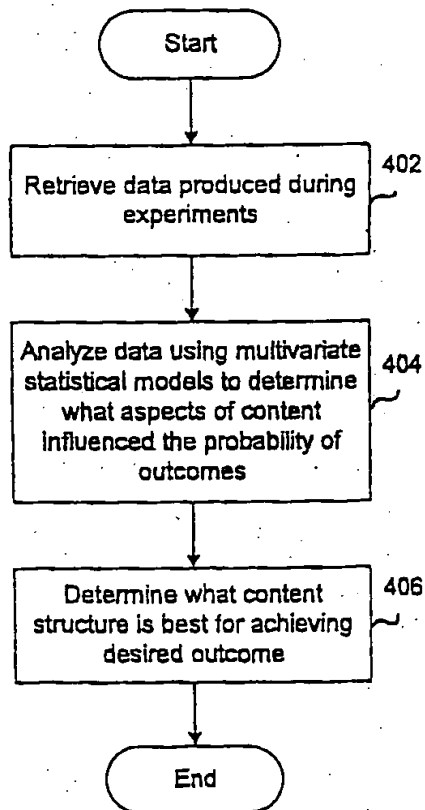 Start
402
Retrieve data produced during
experiments
404
Analyze data using multivariate
statistical models to determine
what aspects of content
influenced the probability of
outcomes
406
Determine what content
structure is best for achieving
desired outcome
End